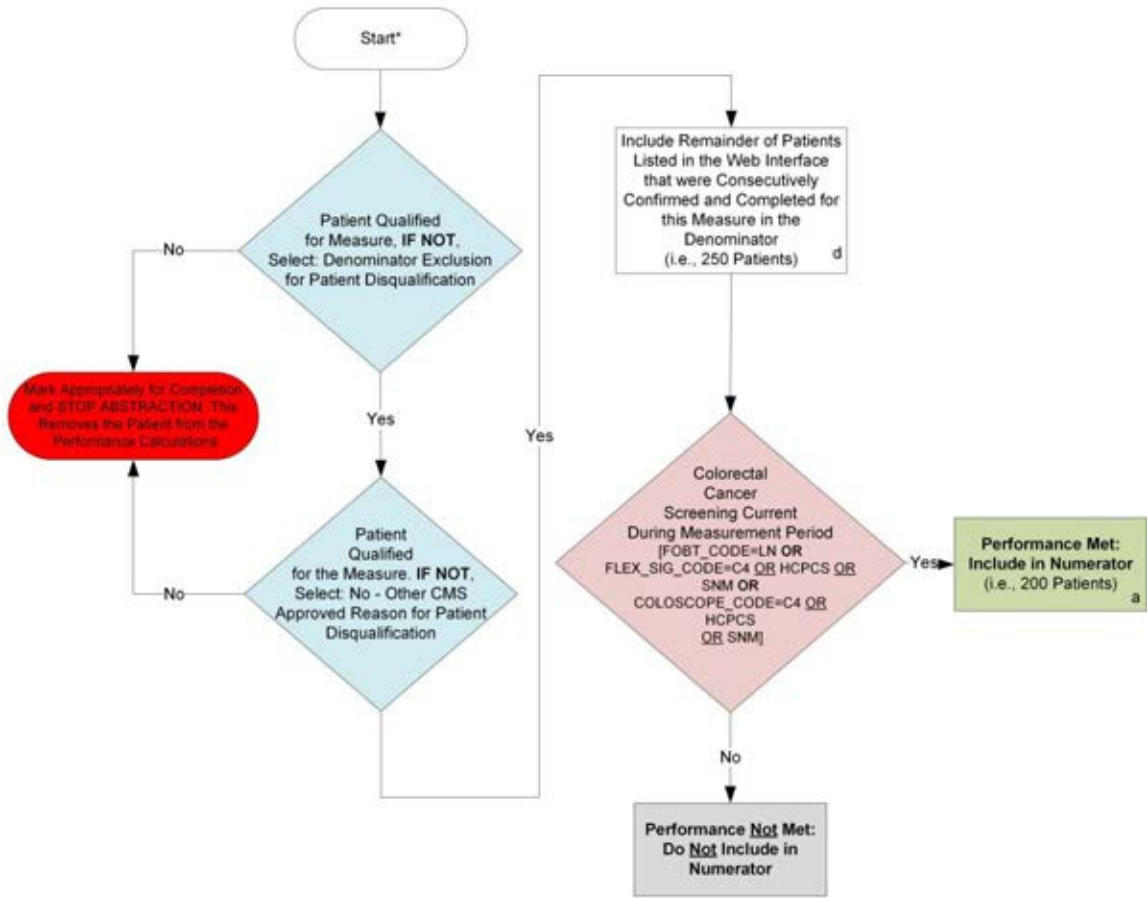 Start*
Patient Qualified
for Measure, IF NOT,
Select: Denominator Exclusion
for Patient Disqualification
No
Mark Appropriately for Completion
and STOP ABSTRACTION. This
Removes the Patient from the
Performance Calculations
Yes
Patient
Qualified
for the Measure. IF NOT,
Select: No - Other CMS
Approved Reason for Patient
Disqualification
No
Yes
Include Remainder of Patients
Listed in the Web Interface
that were Consecutively
Confirmed and Completed for
this Measure in the
Denominator
(i.e., 250 Patients)
d
Colorectal
Cancer
Screening Current
During Measurement Period
[FOBT_CODE=LN OR
FLEX_SIG_CODE=C4 OR HCPCS OR
SNM OR
COLOSCOPE_CODE=C4 OR
HCPCS
OR SNM]
Yes
Performance Met:
Include in Numerator
(i.e., 200 Patients)
a
No
Performance Not Met:
Do Not Include in
Numerator